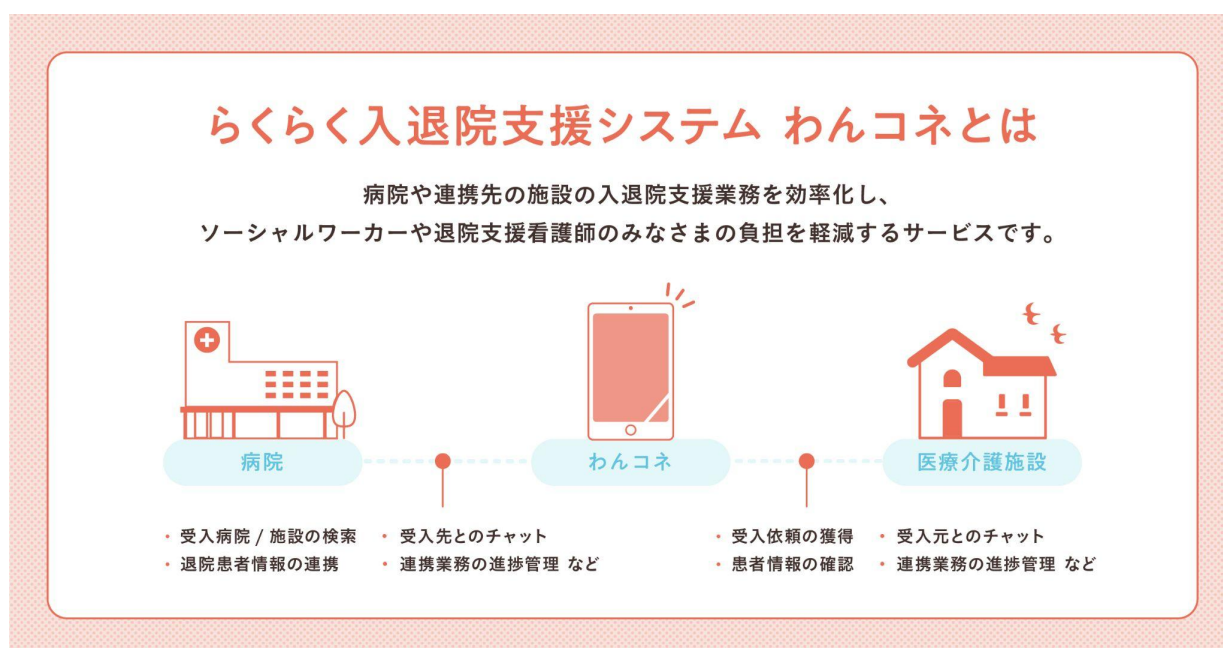 らくらく入退院支援システム わんコネとは
病院や連携先の施設の入退院支援業務を効率化し、
ソーシャルワーカーや退院支援看護師のみなさまの負担を軽減するサービスです。
病院
わんコネ
医療介護施設
・受入病院 / 施設の検索
・退院患者情報の連携
・受入先とのチャット
・連携業務の進捗管理 など
・受入依頼の獲得
・患者情報の確認
・受入元とのチャット
・連携業務の進捗管理 など